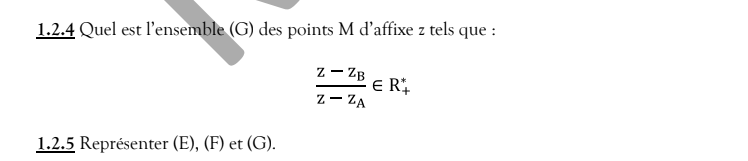 1.2.4 Quel est l'ensemble (G) des points M d'affixe z tels que :
z − z_B
――― ∈ R*₊
z − z_A
1.2.5 Représenter (E), (F) et (G).